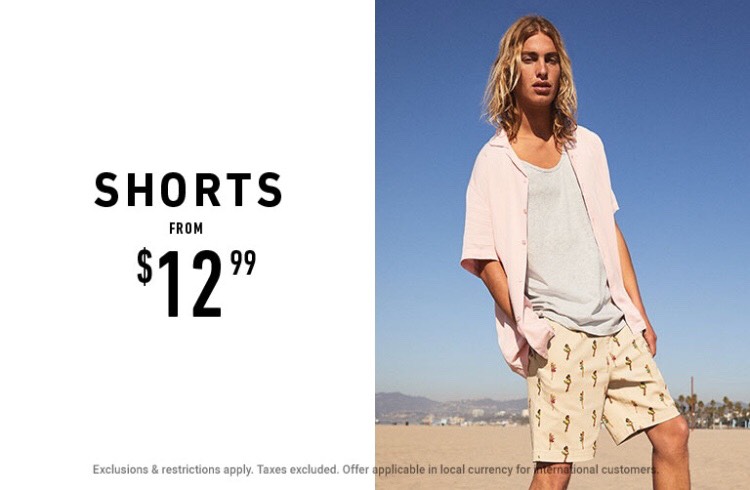 SHORTS
FROM
$12 99
Exclusions & restrictions apply. Taxes excluded. Offer applicable in local currency for international customers.